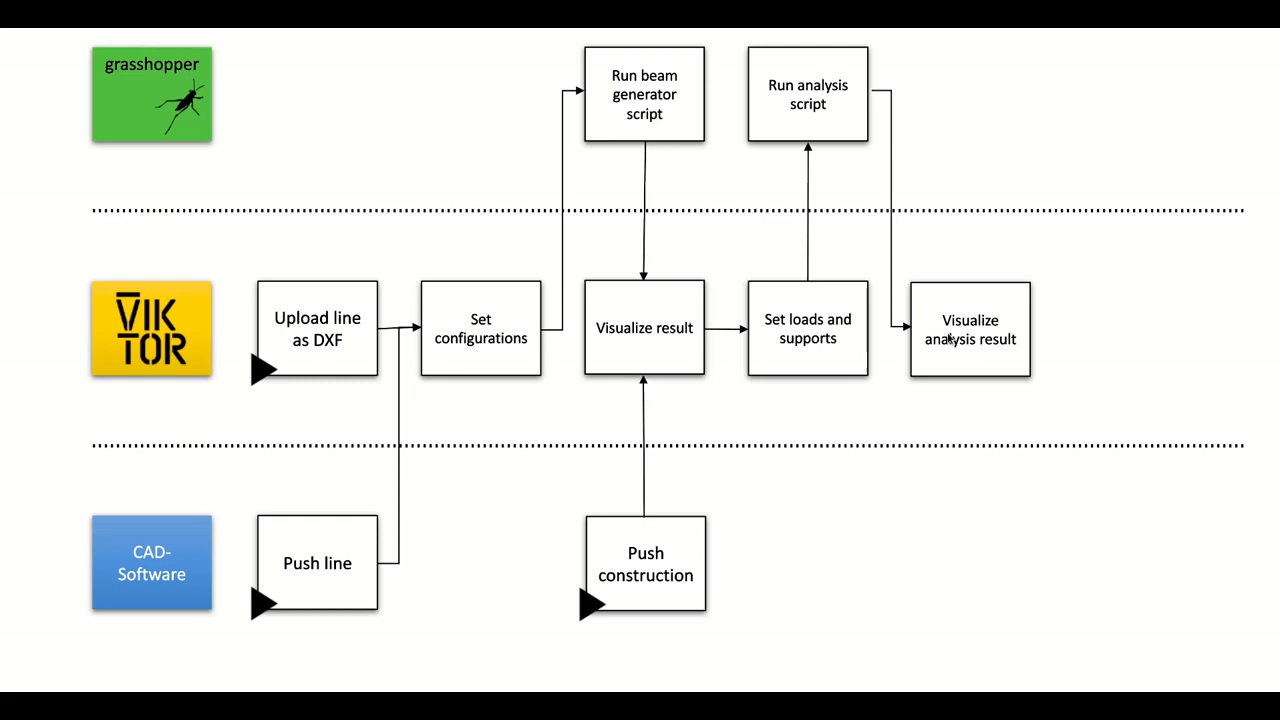 grasshopper
Run beam
generator
script
Run analysis
script
VIK
TOR
Upload line
as DXF
Set
configurations
Visualize result
Set loads and
supports
Visualize
analysis result
CAD-
Software
Push line
Push
construction